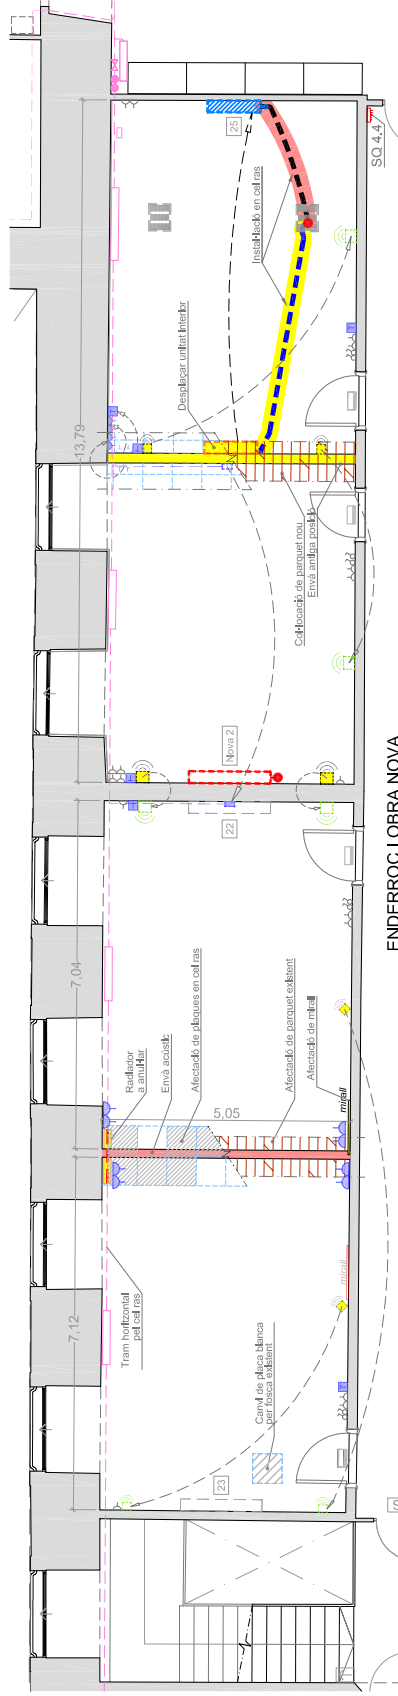 25
SQ 4.4
Instal·lació en cel ras
Desplaçar unitat interior
13,79
Col·locació de parquet nou
Envà antiga posició
Nova 2
22
ENDERROC I OBRA NOVA
7,04
Radiador
a anul·lar
Envà acústic
Afectació de plaques en cel ras
Afectació de parquet existent
Afectació de mirall
mirall
5,05
mirall
Tram horitzontal
pel cel ras
7,12
Canvi de placa blanca
per fosca existent
23